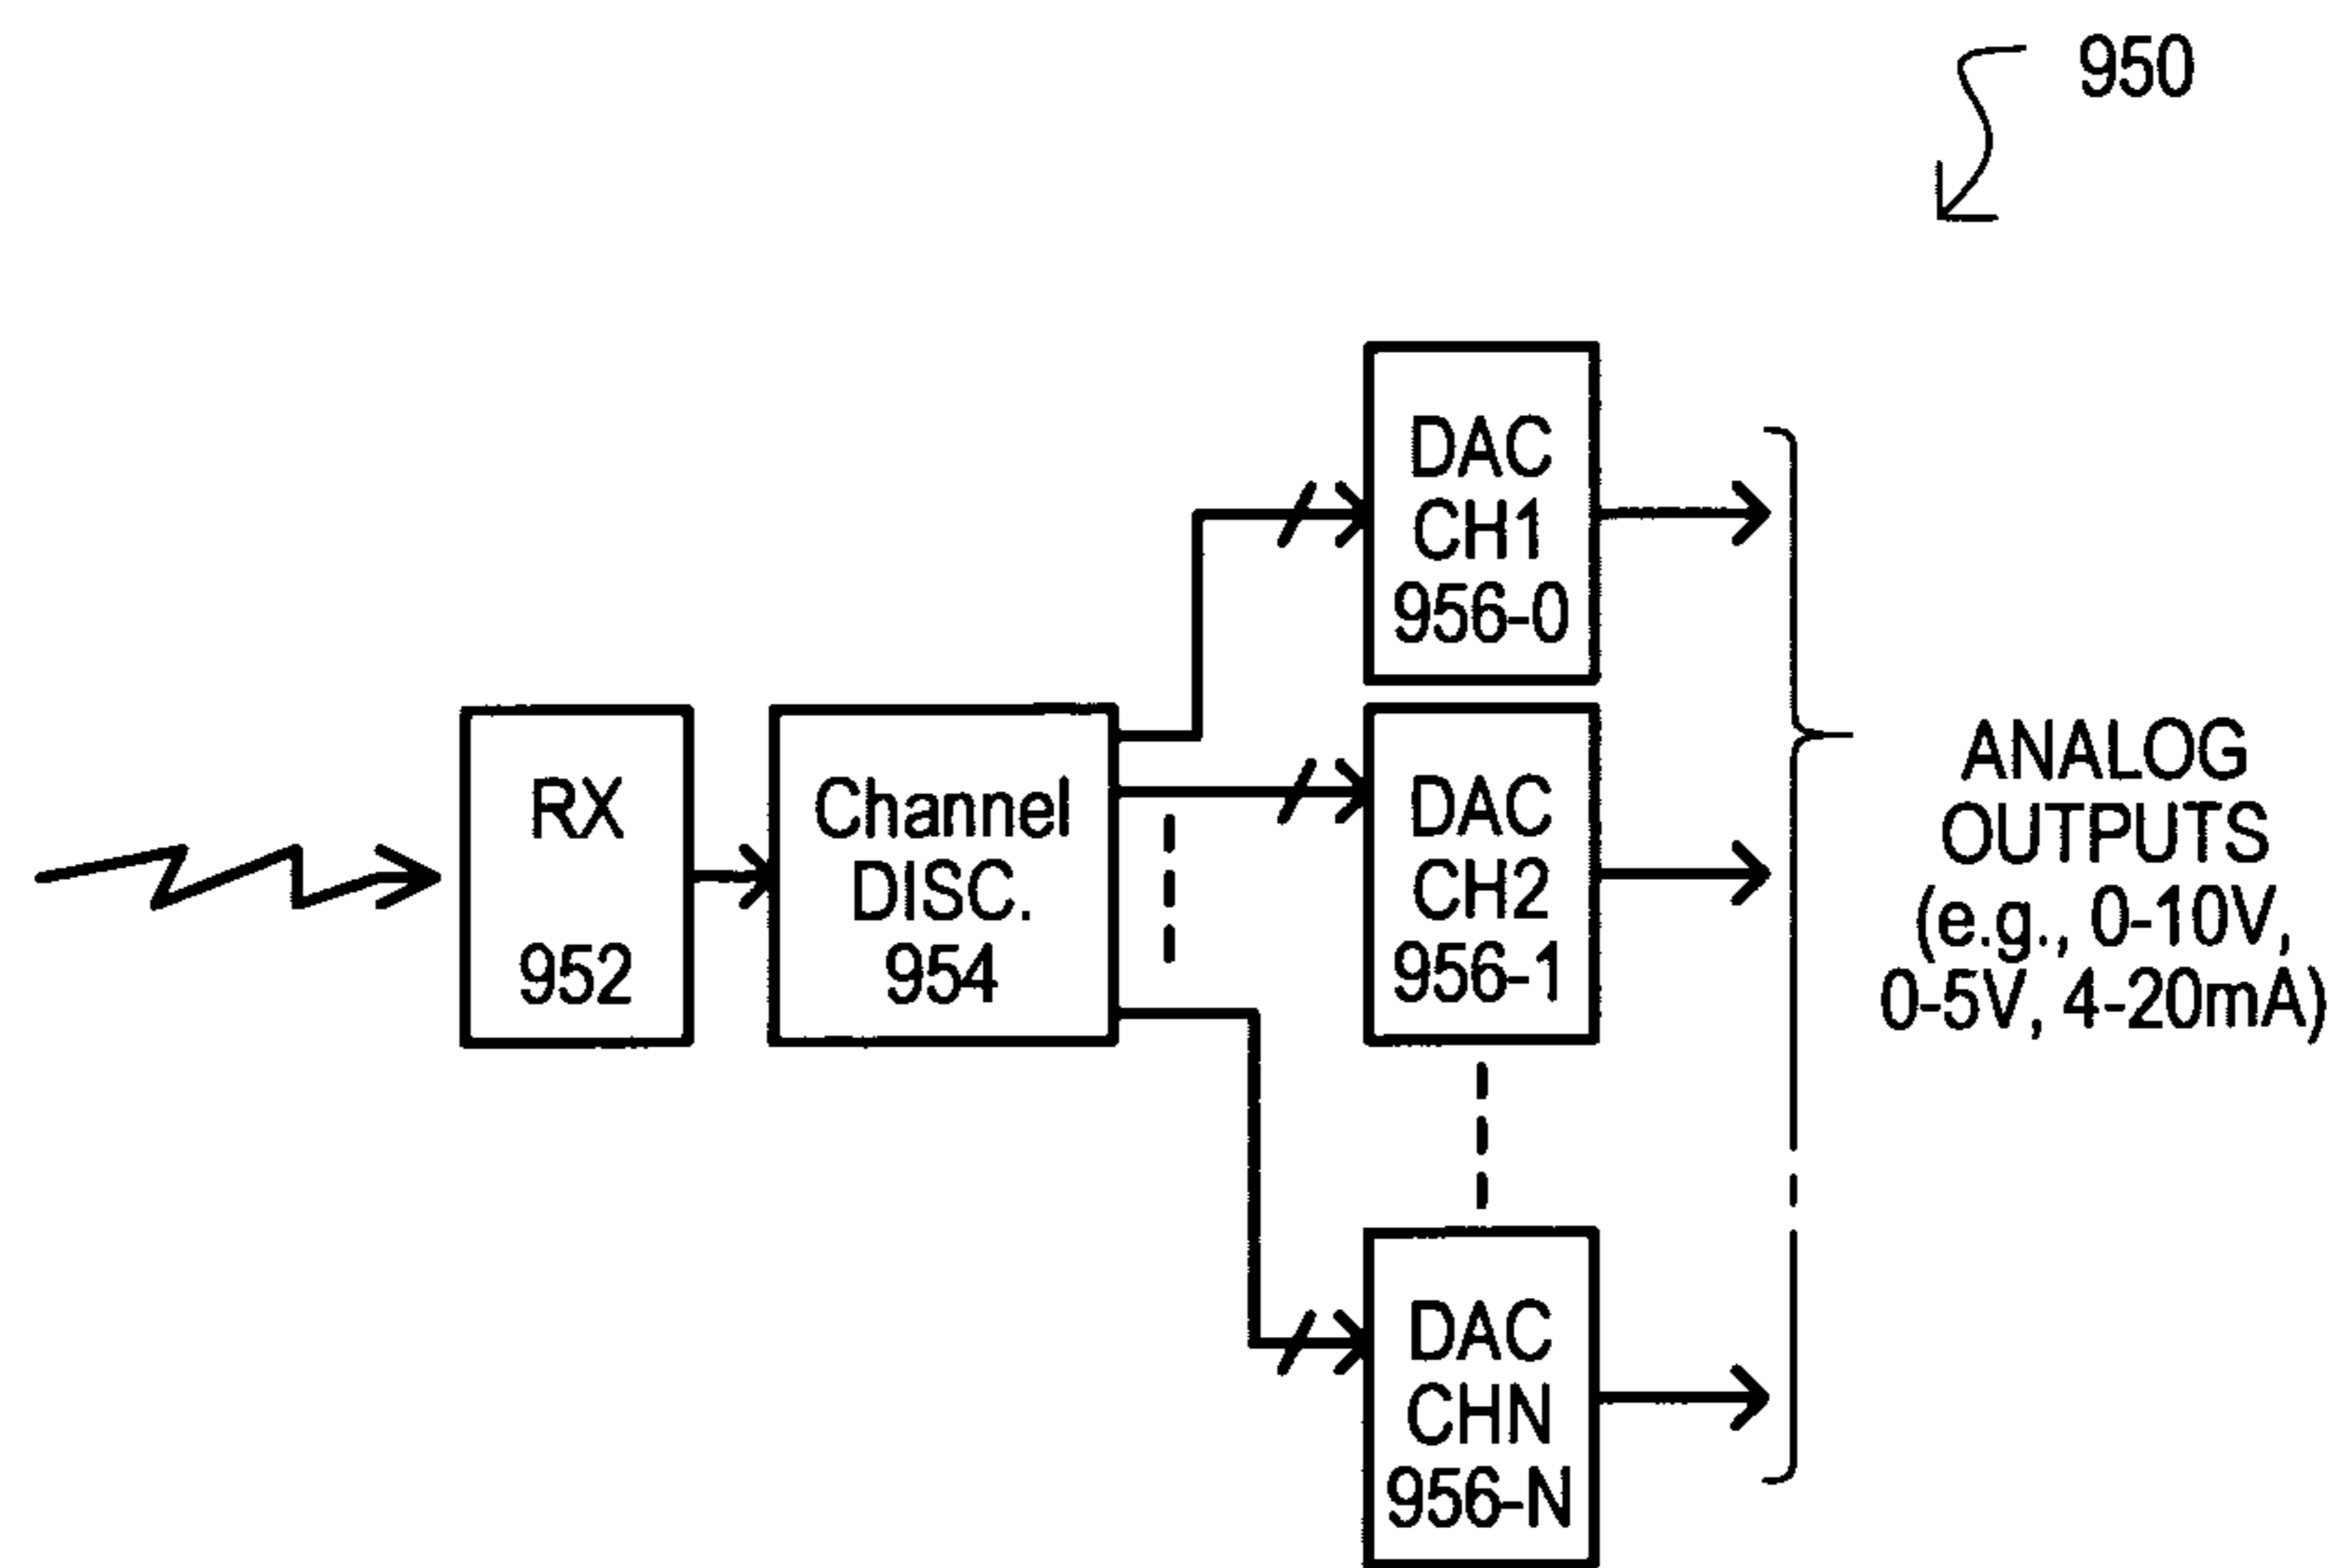 950
DAC
CH1
956-0
RX
952
Channel
DISC.
954
DAC
CH2
956-1
ANALOG
OUTPUTS
(e.g., 0-10V,
0-5V, 4-20mA)
DAC
CHN
956-N